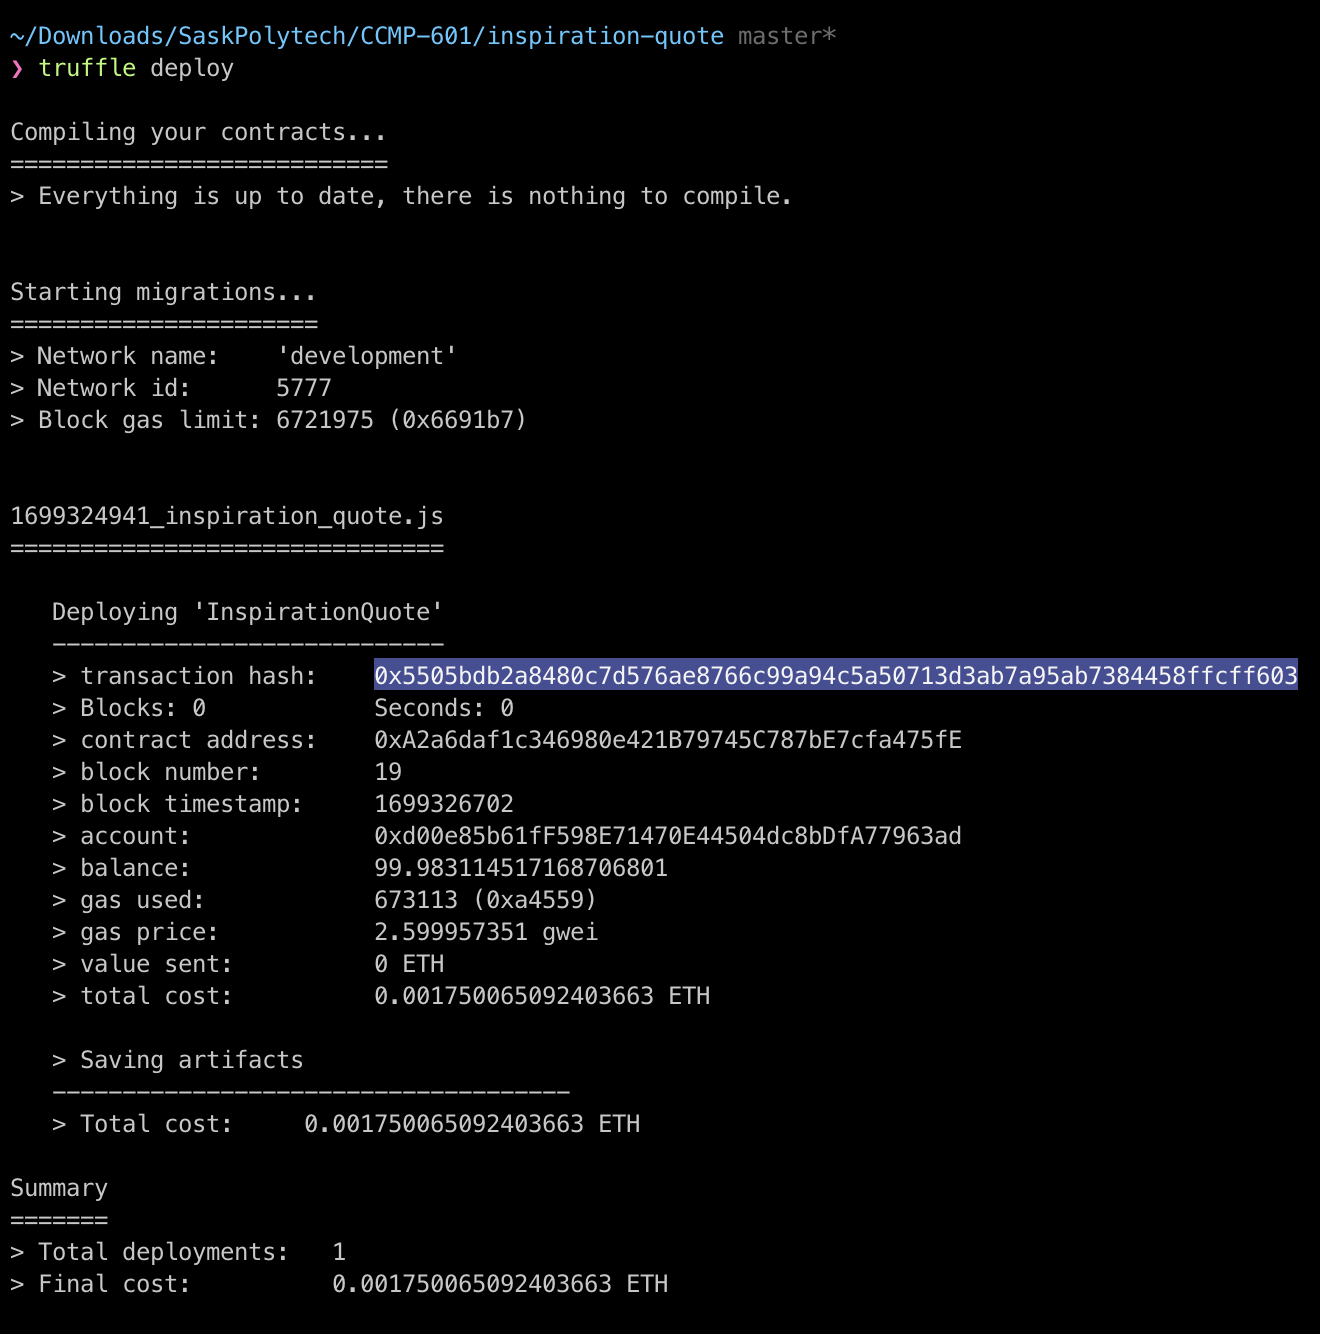 ~/Downloads/SaskPolytech/CCMP-601/inspiration-quote master*
❯ truffle deploy
Compiling your contracts...
===========================
> Everything is up to date, there is nothing to compile.
Starting migrations...
======================
> Network name:    'development'
> Network id:      5777
> Block gas limit: 6721975 (0x6691b7)
1699324941_inspiration_quote.js
===============================
   Deploying 'InspirationQuote'
   ----------------------------
   > transaction hash:    0x5505bdb2a8480c7d576ae8766c99a94c5a50713d3ab7a95ab7384458ffcff603
   > Blocks: 0            Seconds: 0
   > contract address:    0xA2a6daf1c346980e421B79745C787bE7cfa475fE
   > block number:        19
   > block timestamp:     1699326702
   > account:             0xd00e85b61fF598E71470E44504dc8bDfA77963ad
   > balance:             99.983114517168706801
   > gas used:            673113 (0xa4559)
   > gas price:           2.599957351 gwei
   > value sent:          0 ETH
   > total cost:          0.001750065092403663 ETH
   > Saving artifacts
   -------------------------------------
   > Total cost:     0.001750065092403663 ETH
Summary
=======
> Total deployments:   1
> Final cost:          0.001750065092403663 ETH